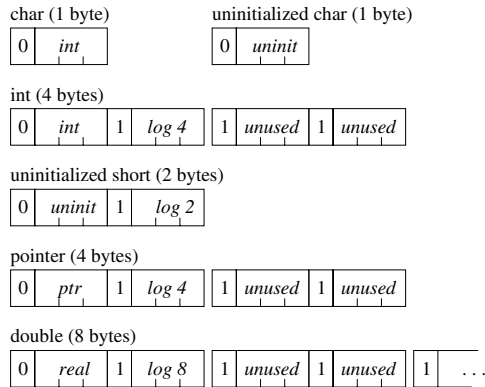 char (1 byte) uninitialized char (1 byte)
0 int 0 uninit
int (4 bytes)
0 int 1 log 4 1 unused 1 unused
uninitialized short (2 bytes)
0 uninit 1 log 2
pointer (4 bytes)
0 ptr 1 log 4 1 unused 1 unused
double (8 bytes)
0 real 1 log 8 1 unused 1 unused 1 . . .